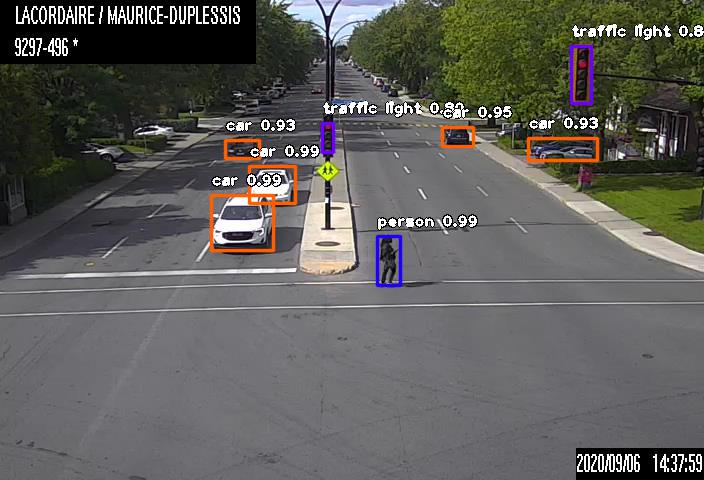 LACORDAIRE / MAURICE-DUPLESSIS
9297-496 *
traffic light 0.8
traffic light 0.89
car 0.95
car 0.93
car 0.93
car 0.99
car 0.99
person 0.99
2020/09/06 14:37:59